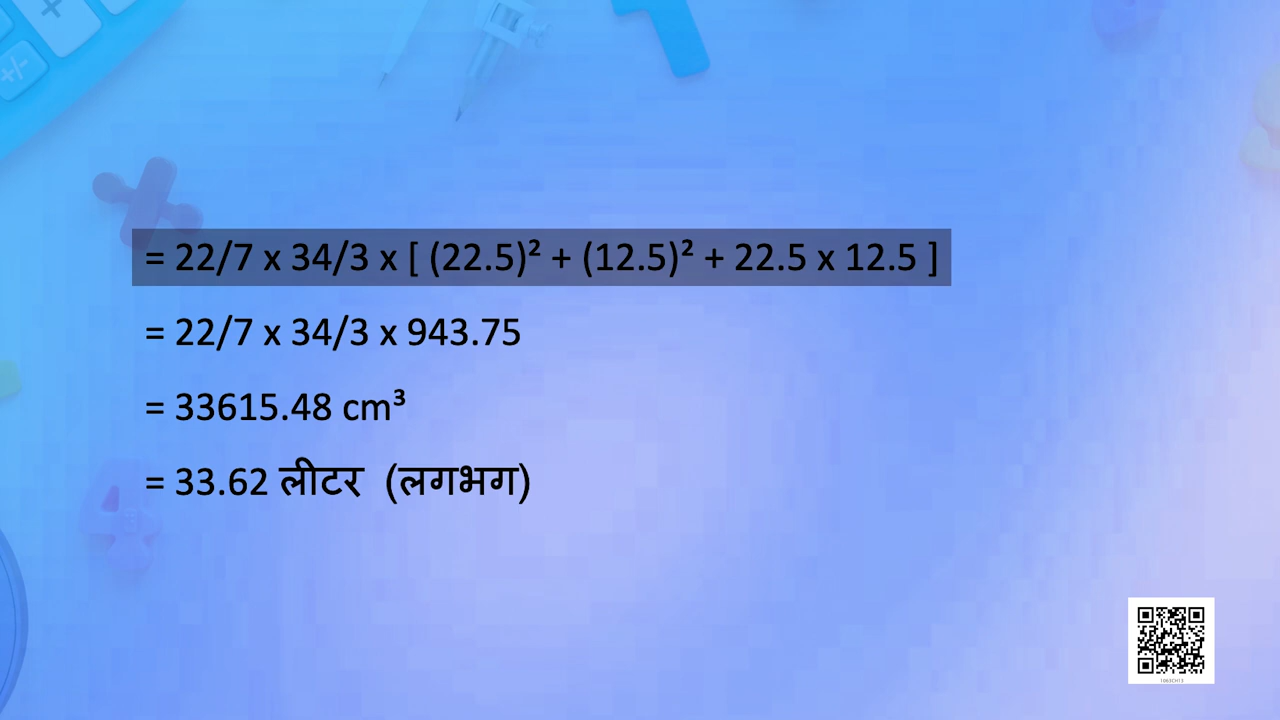 = 22/7 x 34/3 x [ (22.5)² + (12.5)² + 22.5 x 12.5 ]
= 22/7 x 34/3 x 943.75
= 33615.48 cm³
= 33.62 लीटर (लगभग)
1063CH13